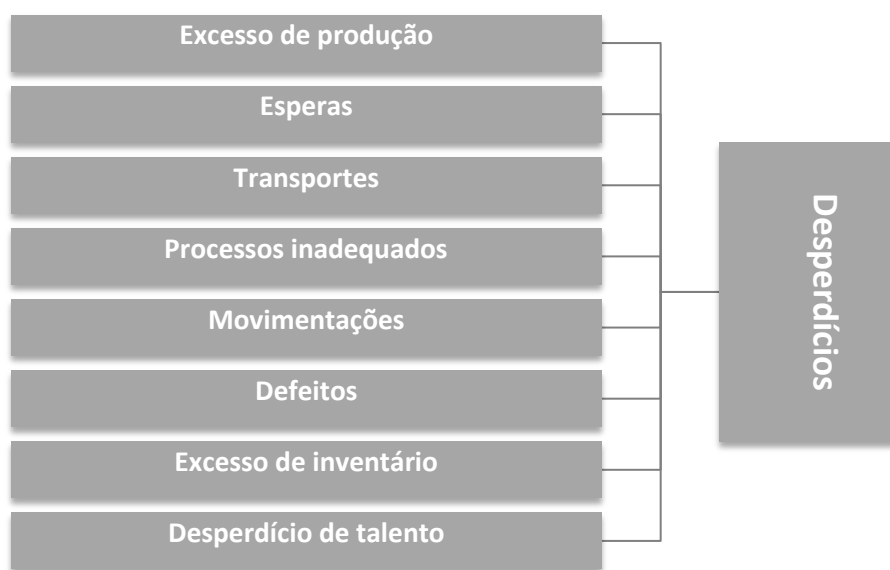 Excesso de produção
Esperas
Transportes
Processos inadequados
Movimentações
Defeitos
Excesso de inventário
Desperdício de talento
Desperdícios